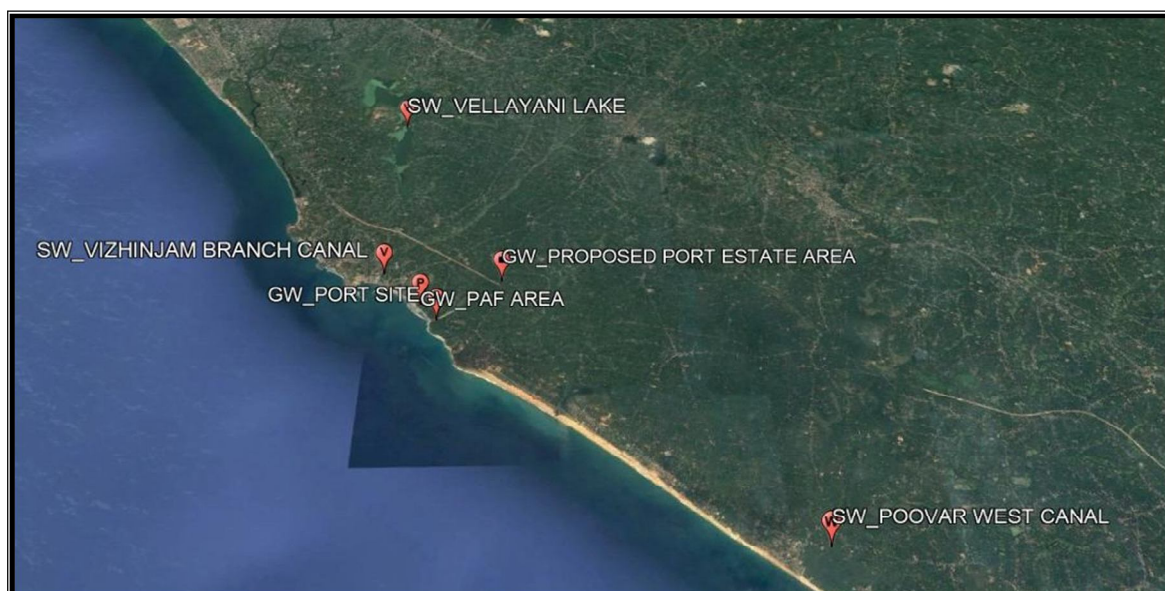 SW_VELLAYANI LAKE
SW_VIZHINJAM BRANCH CANAL
V
GW_PROPOSED PORT ESTATE AREA
P
GW_PORT SITE
GW_PAF AREA
SW_POOVAR WEST CANAL